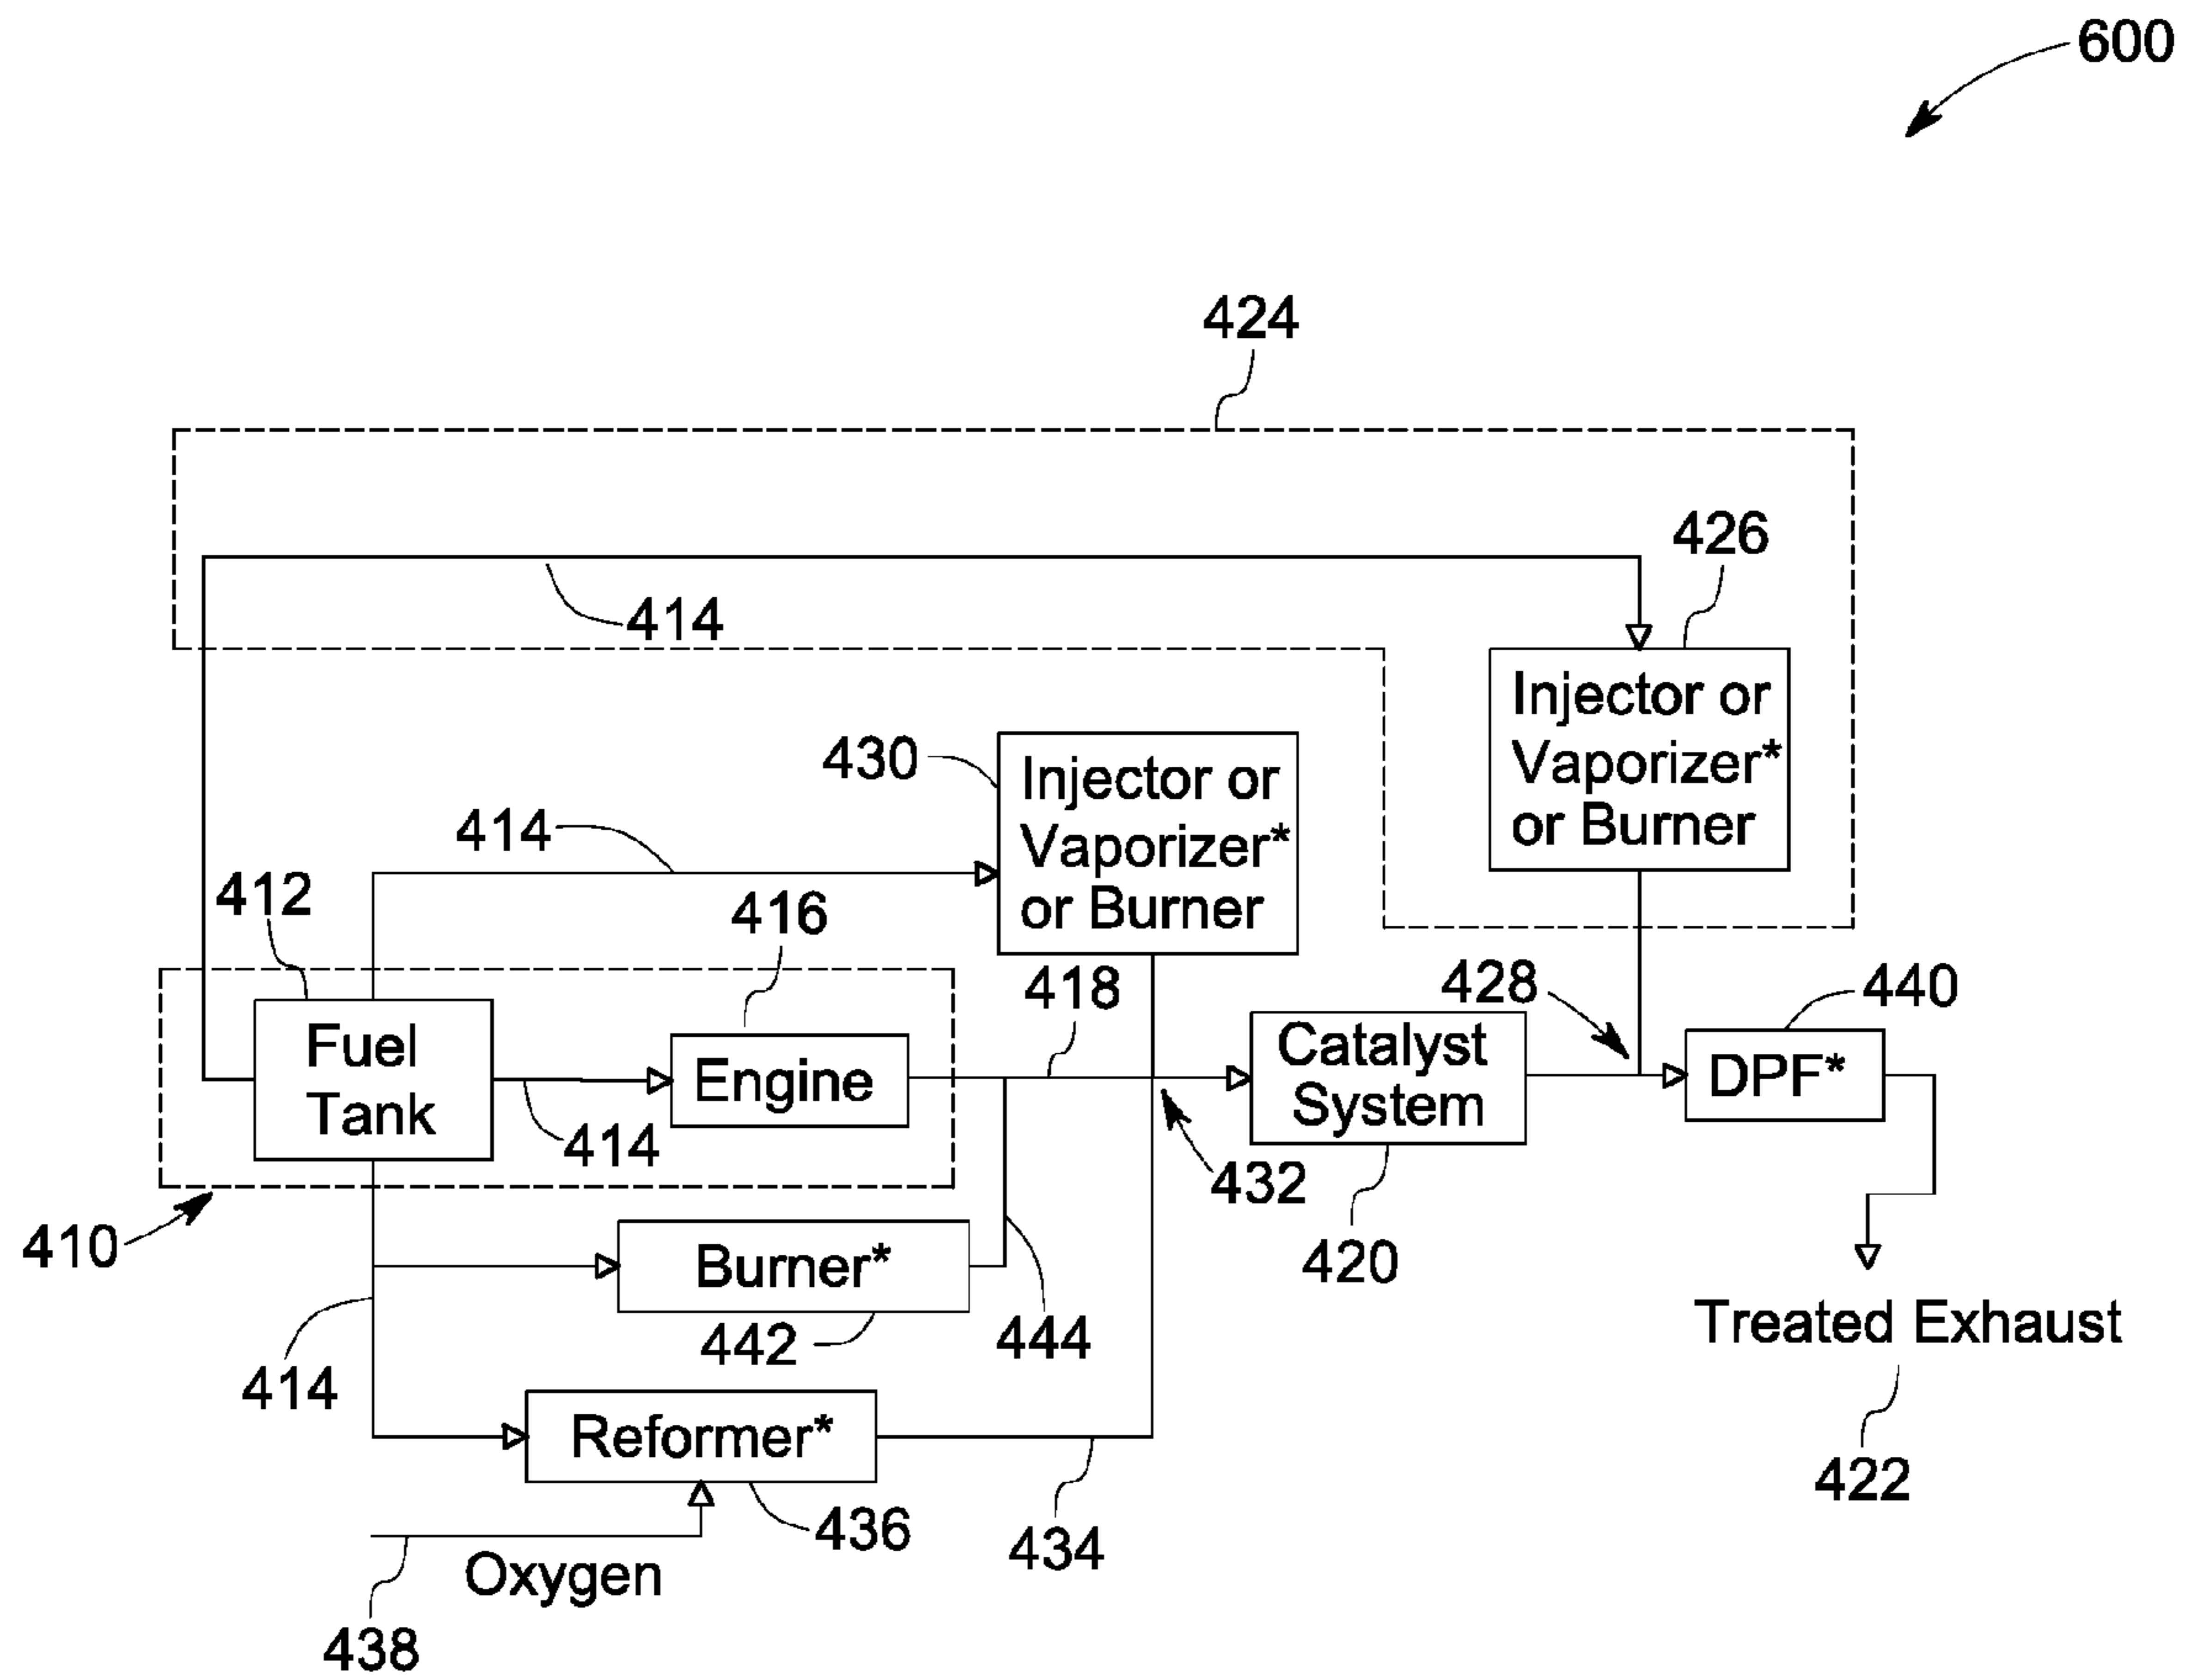 600
424
426
414
Injector or
Vaporizer*
or Burner
430
Injector or
Vaporizer*
or Burner
414
412
416
418
428
440
Fuel
Tank
Engine
Catalyst
System
DPF*
414
432
410
Burner*
420
442
444
Treated Exhaust
414
Reformer*
422
436
434
Oxygen
438